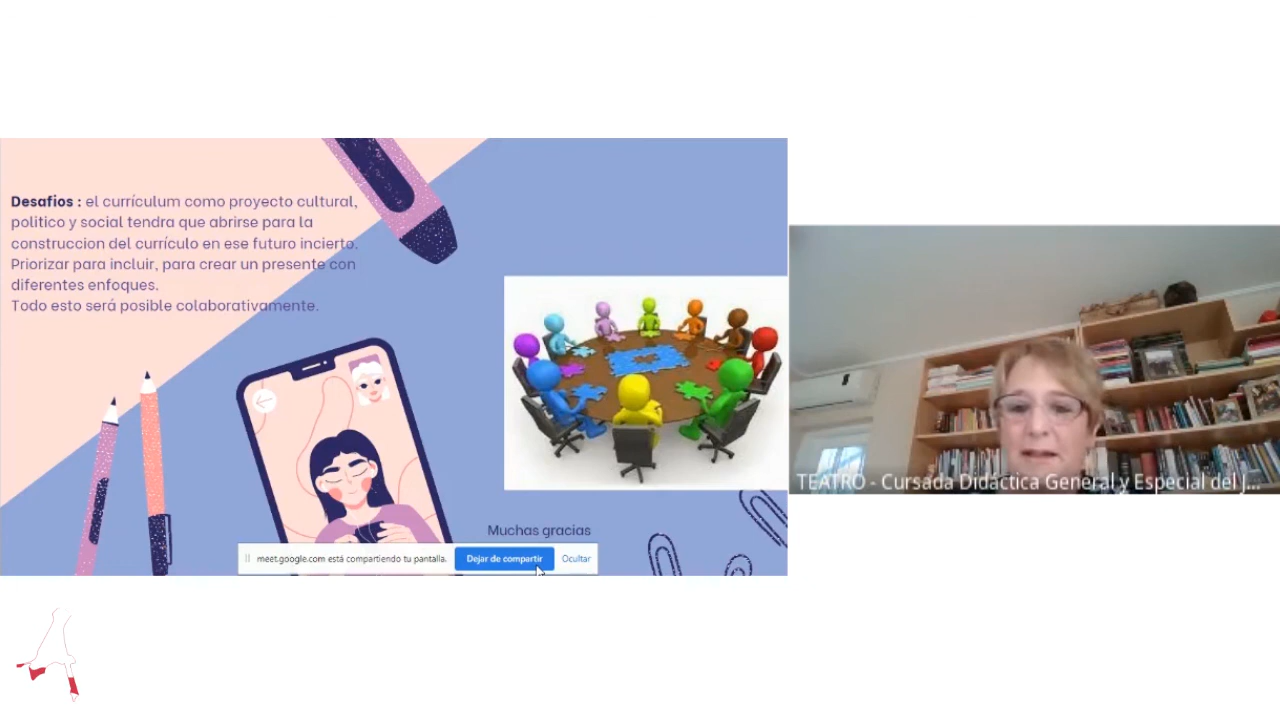 Desafios : el currículum como proyecto cultural,
politico y social tendra que abrirse para la
construccion del currículo en ese futuro incierto.
Priorizar para incluir, para crear un presente con
diferentes enfoques.
Todo esto será posible colaborativamente.
Muchas gracias
meet.google.com está compartiendo tu pantalla. Dejar de compartir Ocultar
TEATRO - Cursada Didáctica General y Especial del J...